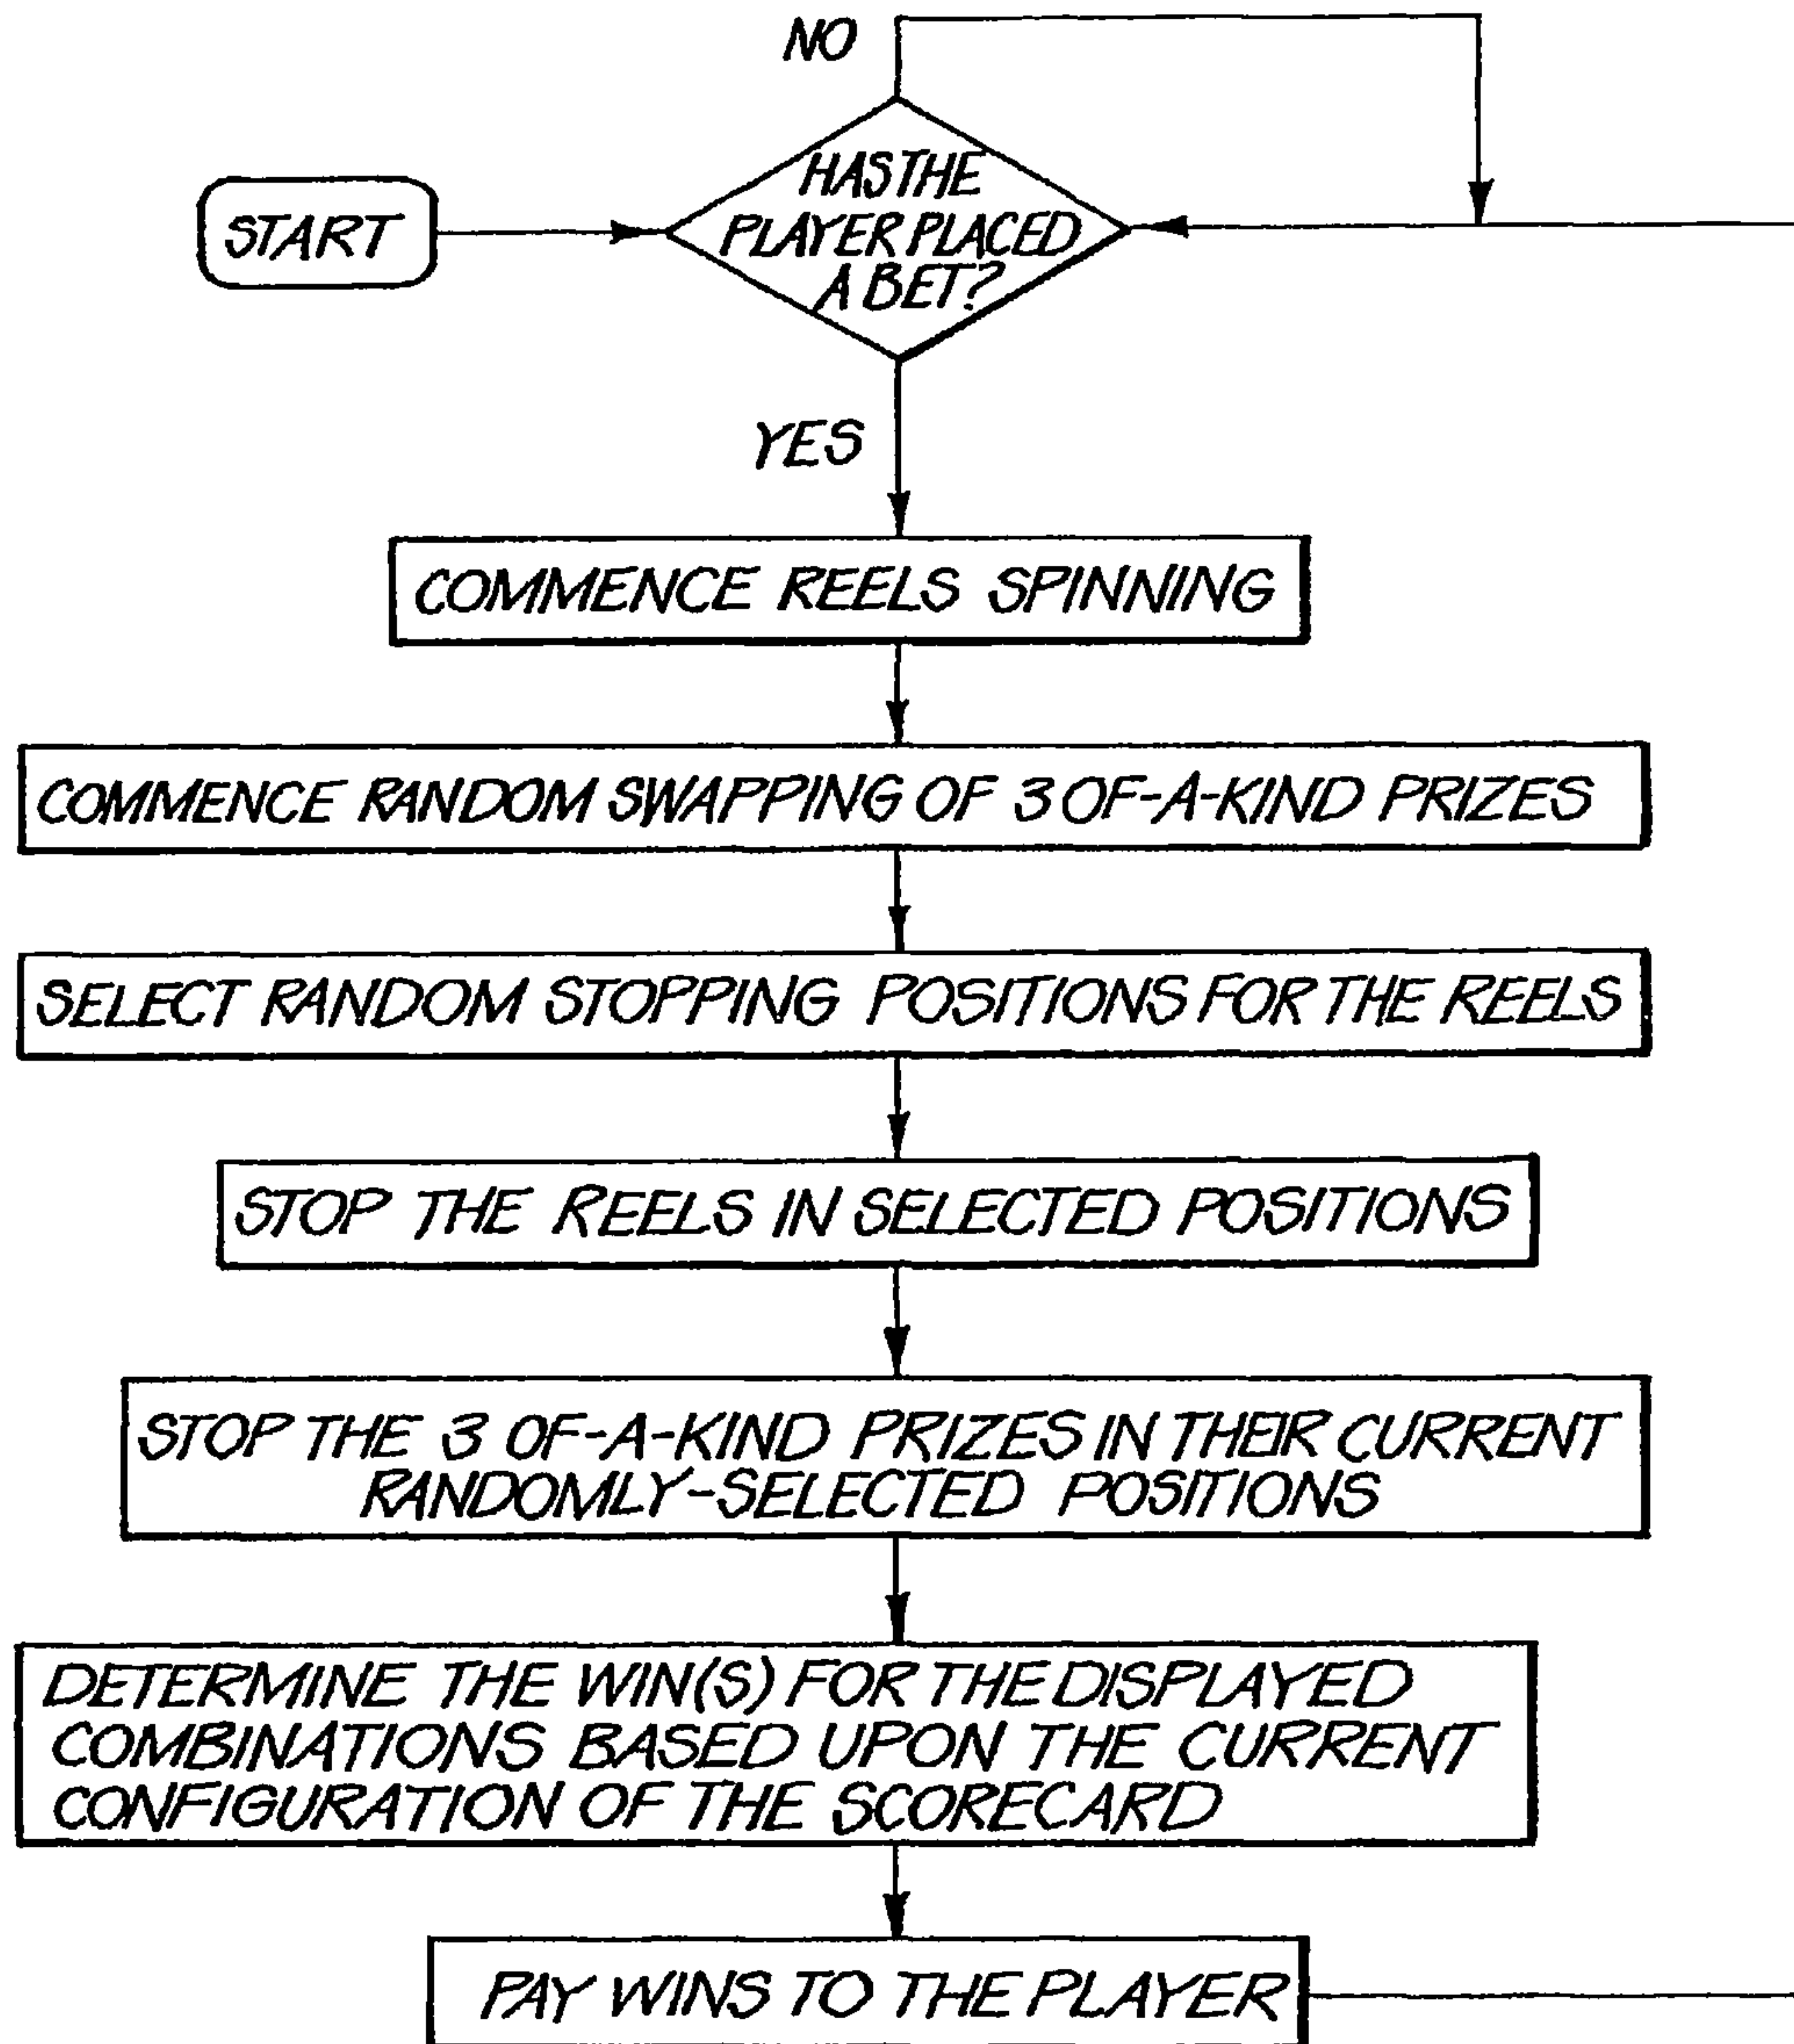 NO
HAS THE
PLAYER PLACED
A BET?
START
YES
COMMENCE REELS SPINNING
COMMENCE RANDOM SWAPPING OF 3 OF-A-KIND PRIZES
SELECT RANDOM STOPPING POSITIONS FOR THE REELS
STOP THE REELS IN SELECTED POSITIONS
STOP THE 3 OF-A-KIND PRIZES IN THEIR CURRENT
RANDOMLY-SELECTED POSITIONS
DETERMINE THE WIN(S) FOR THE DISPLAYED
COMBINATIONS BASED UPON THE CURRENT
CONFIGURATION OF THE SCORECARD
PAY WINS TO THE PLAYER